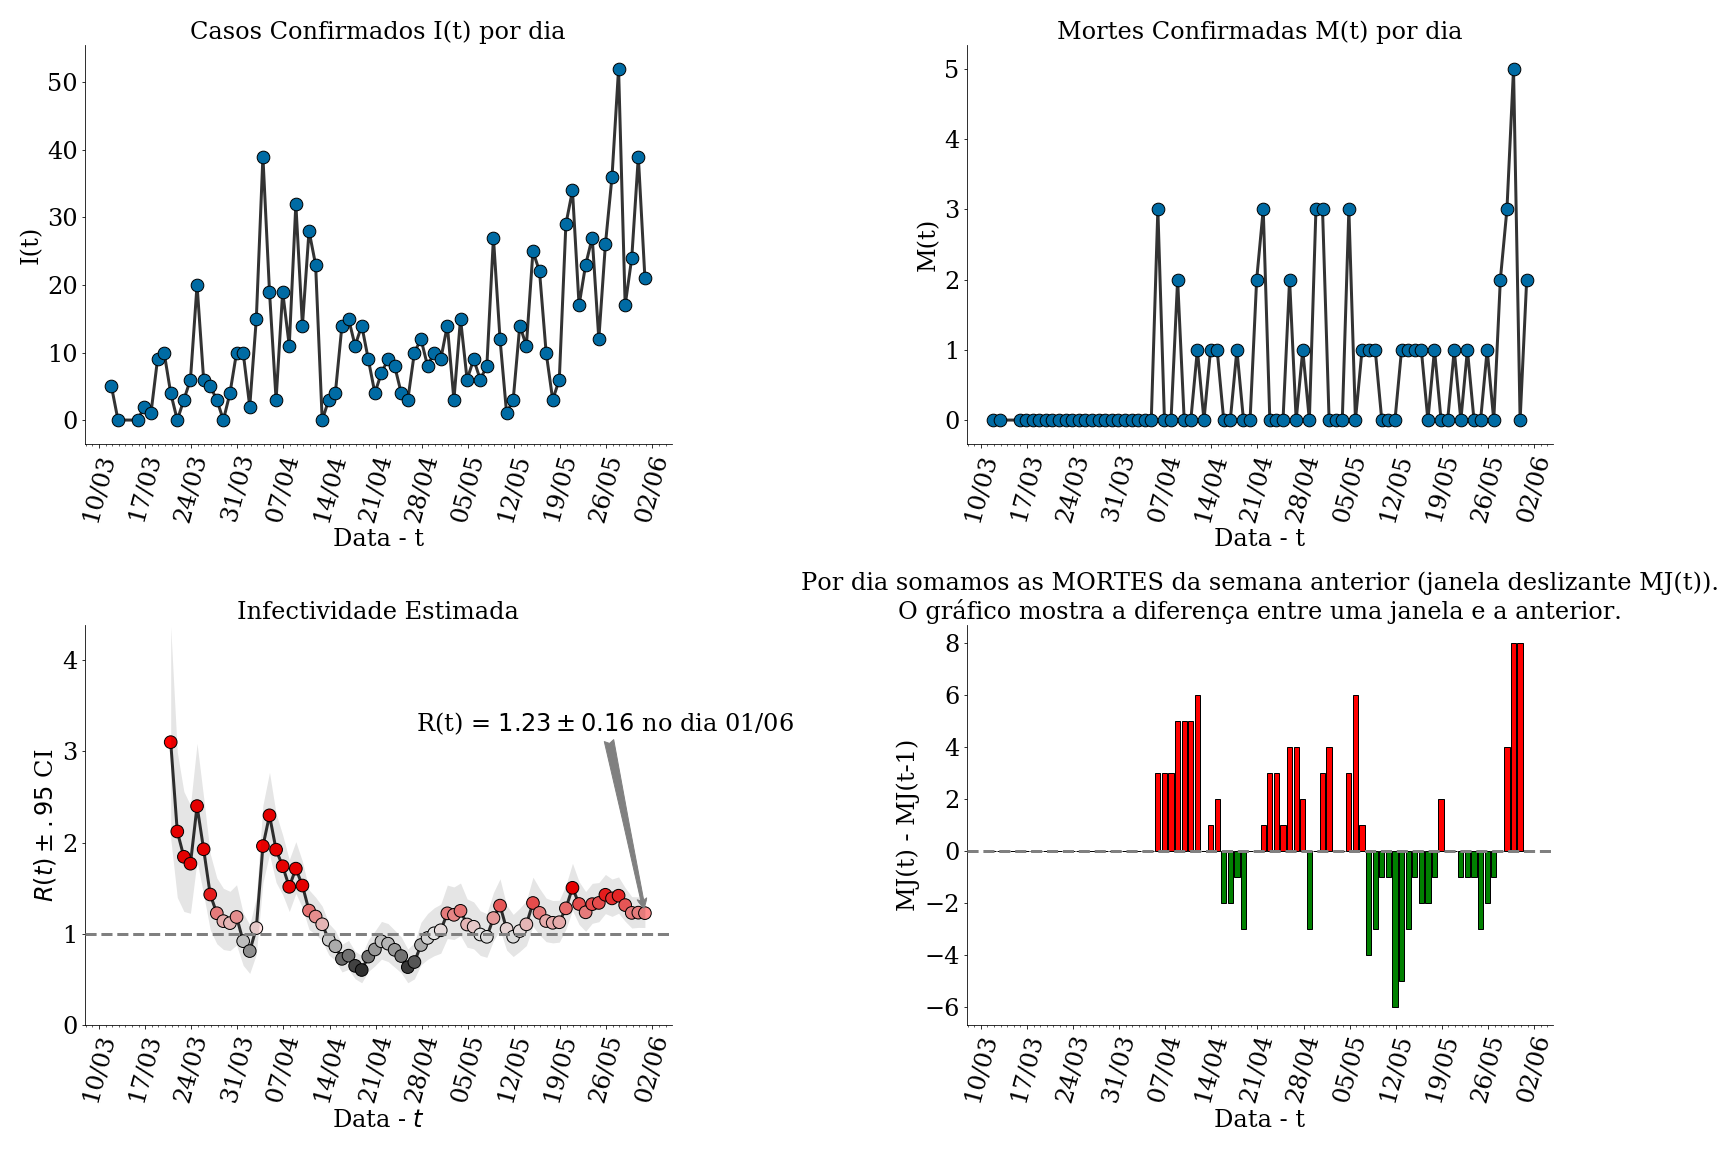 Casos Confirmados I(t) por dia
I(t)
50
40
30
20
10
0
10/03 17/03 24/03 31/03 07/04 14/04 21/04 28/04 05/05 12/05 19/05 26/05 02/06
Data - t
Mortes Confirmadas M(t) por dia
M(t)
5
4
3
2
1
0
10/03 17/03 24/03 31/03 07/04 14/04 21/04 28/04 05/05 12/05 19/05 26/05 02/06
Data - t
Infectividade Estimada
R(t) ± .95 CI
4
3
2
1
0
R(t) = 1.23 ± 0.16 no dia 01/06
10/03 17/03 24/03 31/03 07/04 14/04 21/04 28/04 05/05 12/05 19/05 26/05 02/06
Data - t
Por dia somamos as MORTES da semana anterior (janela deslizante MJ(t)).
O gráfico mostra a diferença entre uma janela e a anterior.
MJ(t) - MJ(t-1)
8
6
4
2
0
−2
−4
−6
10/03 17/03 24/03 31/03 07/04 14/04 21/04 28/04 05/05 12/05 19/05 26/05 02/06
Data - t